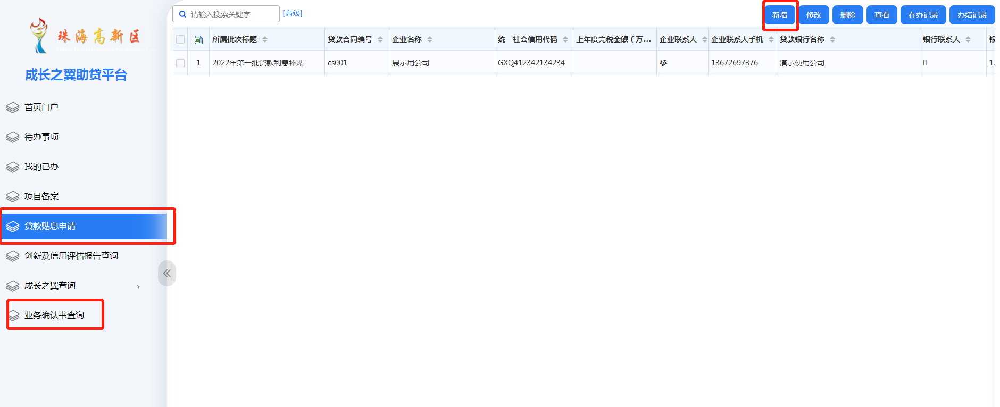 珠海高新区
成长之翼助贷平台
首页门户
待办事项
我的已办
项目备案
贷款贴息申请
创新及信用评估报告查询
成长之翼查询
业务确认书查询
请输入搜索关键字 [高级] 新增 修改 删除 查看 在办记录 办结记录
所属批次标题 贷款合同编号 企业名称 统一社会信用代码 上年度完税金额（万... 企业联系人 企业联系人手机 贷款银行名称 银行联系人 银
1 2022年第一批贷款利息补贴 cs001 展示用公司 GXQ412342134234 黎 13672697376 演示使用公司 li 1